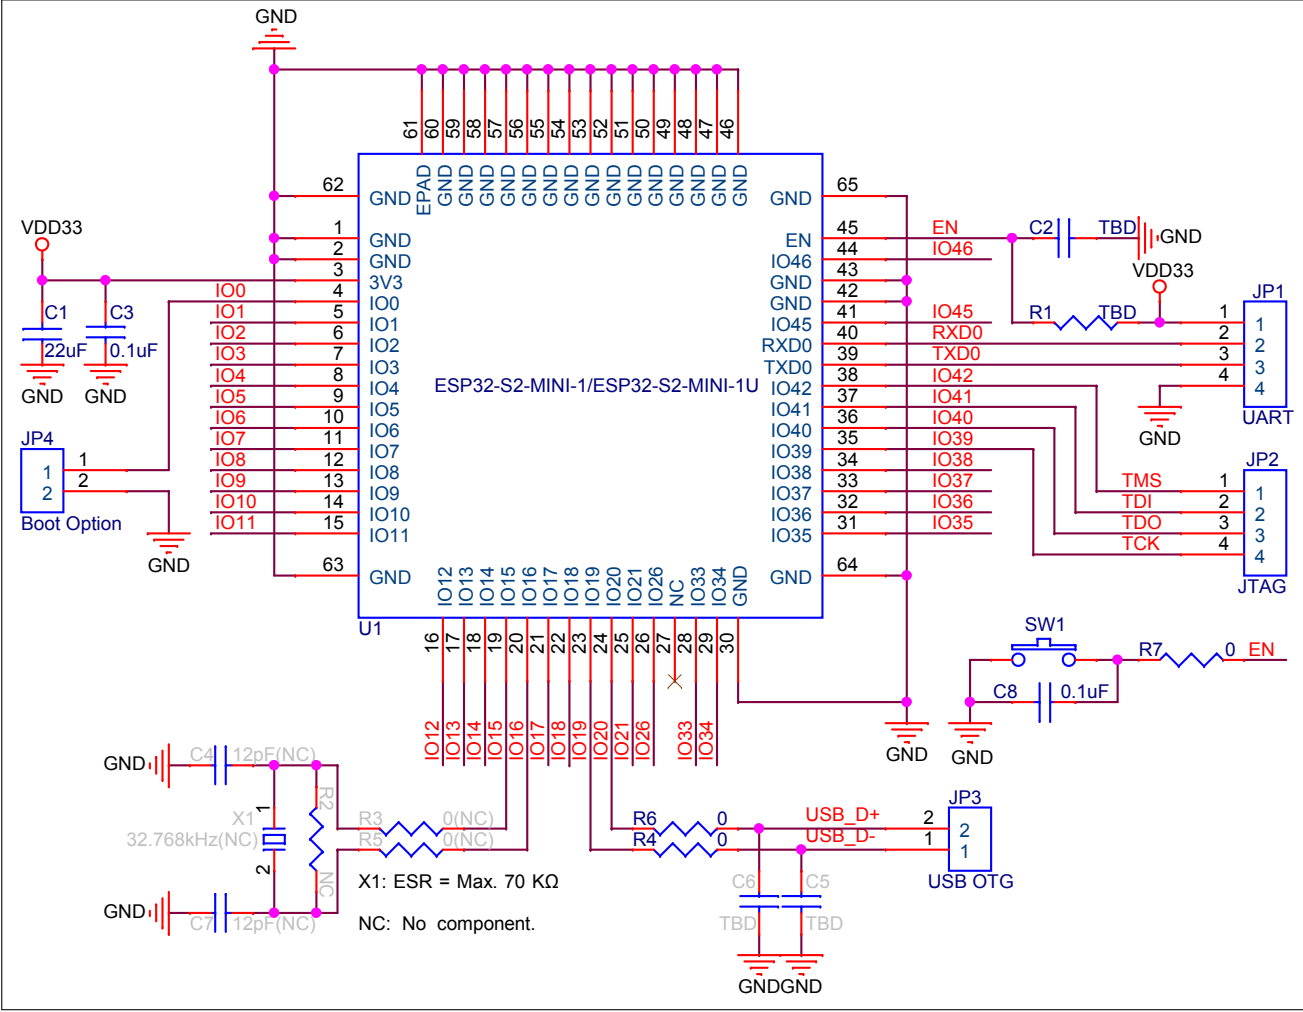 GND
61 60 59 58 57 56 55 54 53 52 51 50 49 48 47 46
EPAD GND GND GND GND GND GND GND GND GND GND GND GND GND GND GND
62 GND
1 GND
2 GND
3 3V3
IO0 4 IO0
IO1 5 IO1
IO2 6 IO2
IO3 7 IO3
IO4 8 IO4
IO5 9 IO5
IO6 10 IO6
IO7 11 IO7
IO8 12 IO8
IO9 13 IO9
IO10 14 IO10
IO11 15 IO11
63 GND
VDD33
C1 C3
22uF 0.1uF
GND GND
JP4
1 1
2 2
Boot Option
GND
ESP32-S2-MINI-1/ESP32-S2-MINI-1U
U1
GND 65
EN 45 EN
IO46 44 IO46
GND 43
GND 42
IO45 41 IO45
RXD0 40 RXD0
TXD0 39 TXD0
IO42 38 IO42
IO41 37 IO41
IO40 36 IO40
IO39 35 IO39
IO38 34 IO38
IO37 33 IO37
IO36 32 IO36
IO35 31 IO35
GND 64
C2 TBD GND
VDD33
R1 TBD
JP1
1 1
2 2
3 3
4 4
UART
GND
JP2
TMS 1 1
TDI 2 2
TDO 3 3
TCK 4 4
JTAG
IO12 IO13 IO14 IO15 IO16 IO17 IO18 IO19 IO20 IO21 IO26 NC IO33 IO34 GND
16 17 18 19 20 21 22 23 24 25 26 27 28 29 30
IO12 IO13 IO14 IO15 IO16 IO17 IO18 IO19 IO20 IO21 IO26 IO33 IO34
GND
SW1
R7 0 EN
C8 0.1uF
GND
GND C4 12pF(NC)
X1 1 R2
32.768kHz(NC)
2 NC
GND C7 12pF(NC)
R3 0(NC)
R5 0(NC)
X1: ESR = Max. 70 KΩ
NC: No component.
R6 0 USB_D+ 2 2
R4 0 USB_D- 1 1
JP3
USB OTG
C6 C5
TBD TBD
GND GND